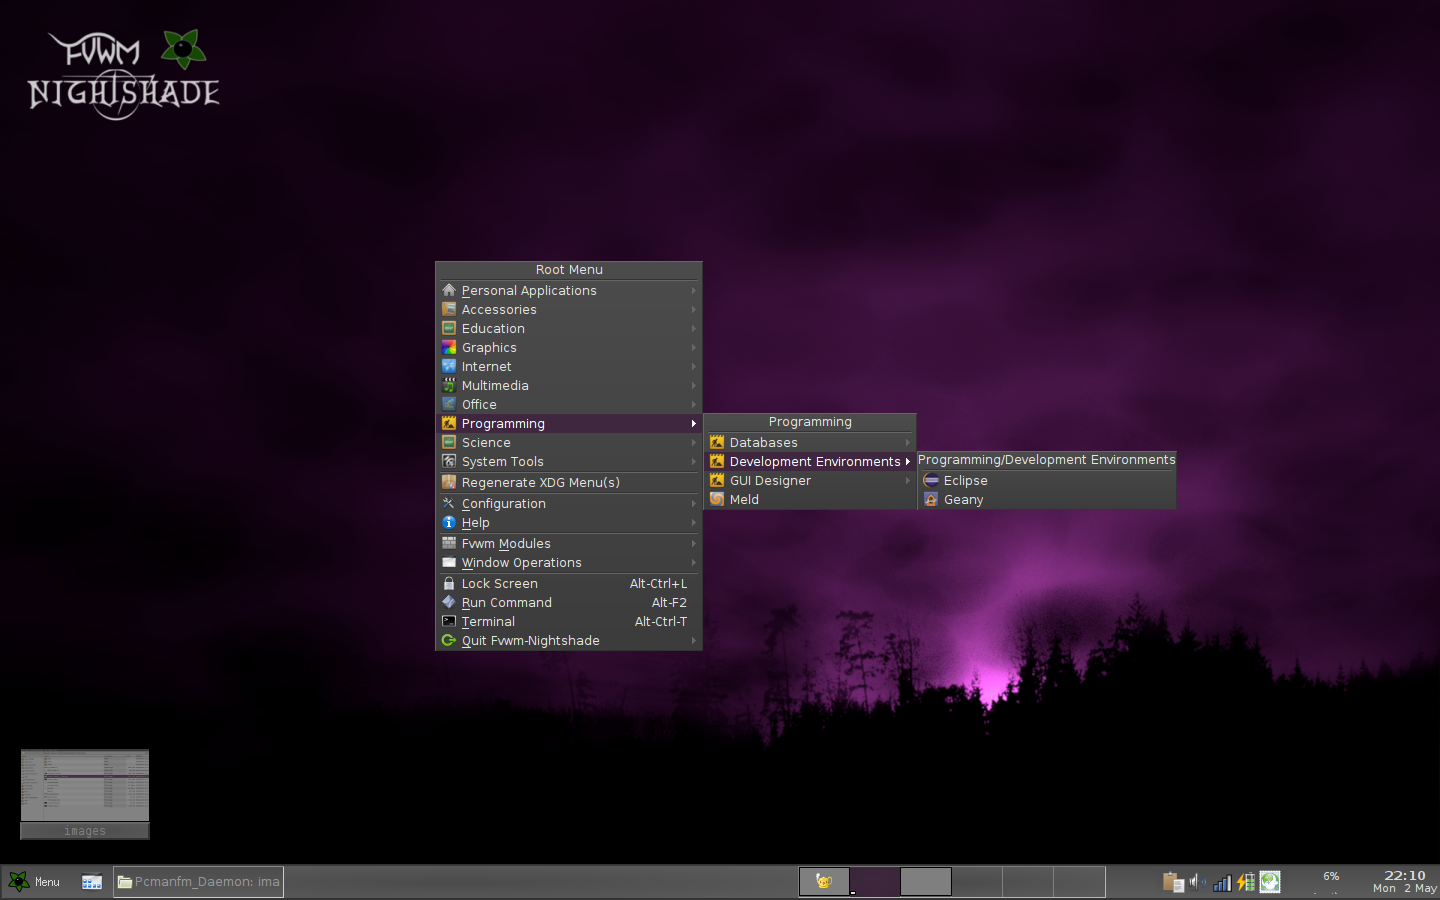 FVWM
NIGHTSHADE
Root Menu
Personal Applications
Accessories
Education
Graphics
Internet
Multimedia
Office
Programming
Science
System Tools
Regenerate XDG Menu(s)
Configuration
Help
Fvwm Modules
Window Operations
Lock Screen Alt-Ctrl+L
Run Command Alt-F2
Terminal Alt-Ctrl-T
Quit Fvwm-Nightshade
Programming
Databases
Development Environments
GUI Designer
Meld
Programming/Development Environments
Eclipse
Geany
images
Menu
Pcmanfm_Daemon: ima
6%
22:10
Mon 2 May